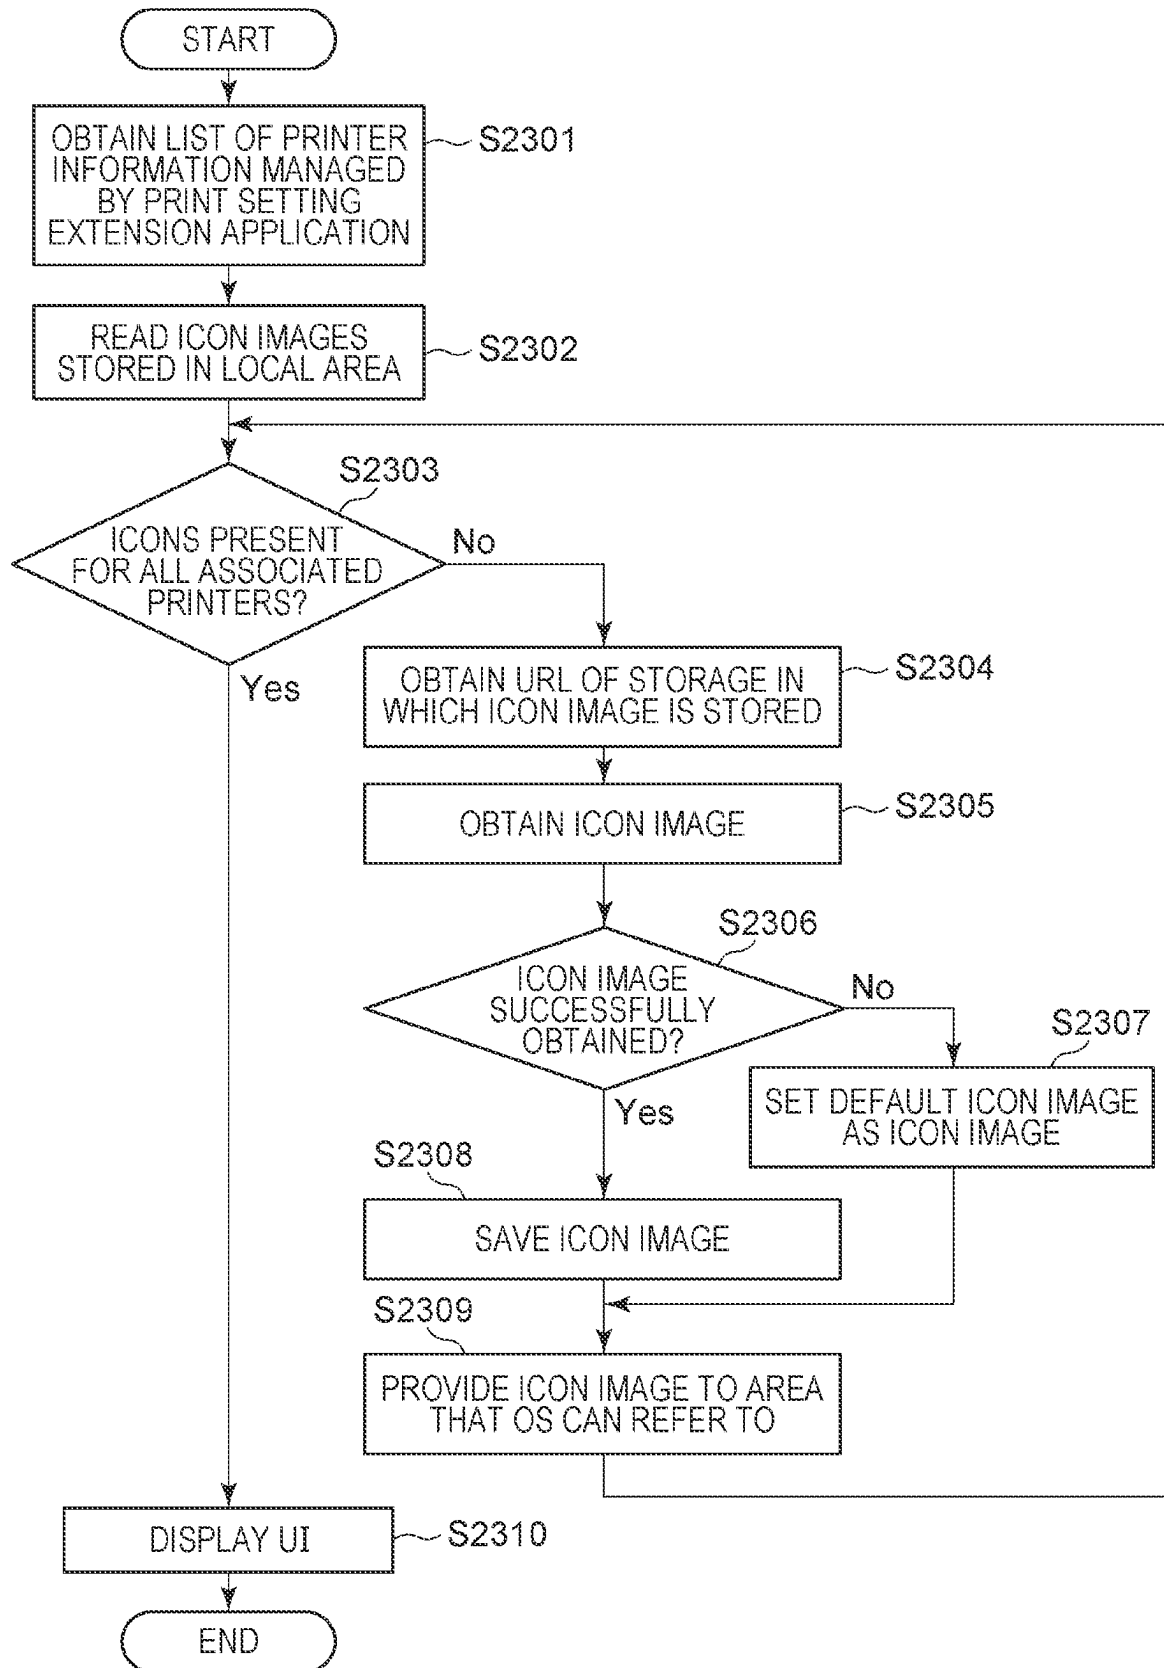 START
OBTAIN LIST OF PRINTER
INFORMATION MANAGED
BY PRINT SETTING
EXTENSION APPLICATION
S2301
READ ICON IMAGES
STORED IN LOCAL AREA
S2302
S2303
ICONS PRESENT
FOR ALL ASSOCIATED
PRINTERS?
No
Yes
OBTAIN URL OF STORAGE IN
WHICH ICON IMAGE IS STORED
S2304
OBTAIN ICON IMAGE
S2305
S2306
ICON IMAGE
SUCCESSFULLY
OBTAINED?
No
Yes
S2307
SET DEFAULT ICON IMAGE
AS ICON IMAGE
S2308
SAVE ICON IMAGE
S2309
PROVIDE ICON IMAGE TO AREA
THAT OS CAN REFER TO
DISPLAY UI
S2310
END